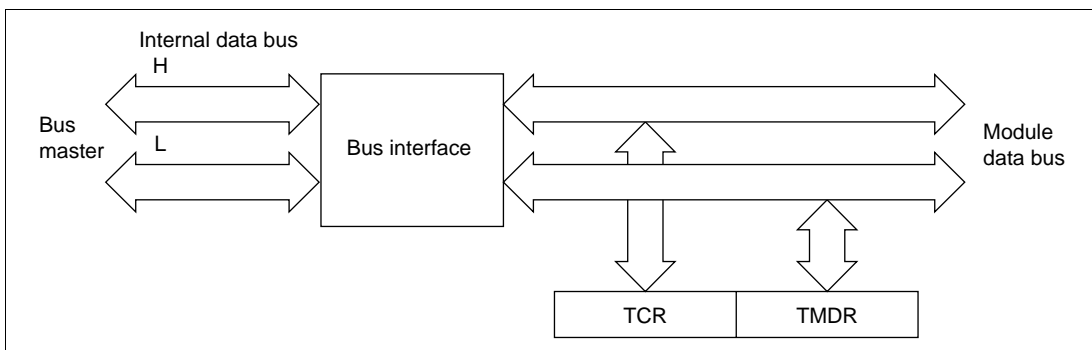 Internal data bus
H
Bus
master
L
Bus interface
Module
data bus
TCR
TMDR